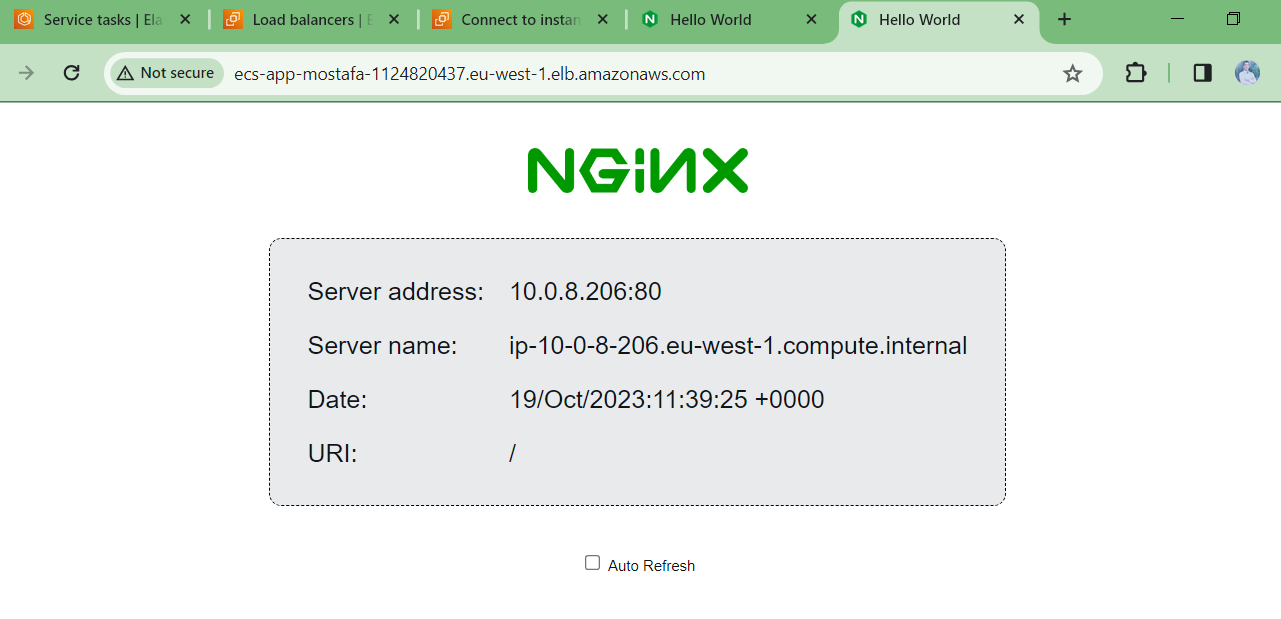 Service tasks | Ela
Load balancers | E
Connect to instan
Hello World
Hello World
Not secure
ecs-app-mostafa-1124820437.eu-west-1.elb.amazonaws.com
NGINX
Server address: 10.0.8.206:80
Server name: ip-10-0-8-206.eu-west-1.compute.internal
Date: 19/Oct/2023:11:39:25 +0000
URI: /
Auto Refresh